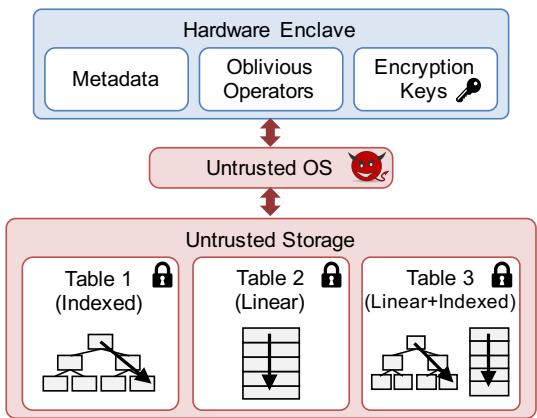 Hardware Enclave
Metadata
Oblivious
Operators
Encryption
Keys
Untrusted OS
Untrusted Storage
Table 1
(Indexed)
Table 2
(Linear)
Table 3
(Linear+Indexed)